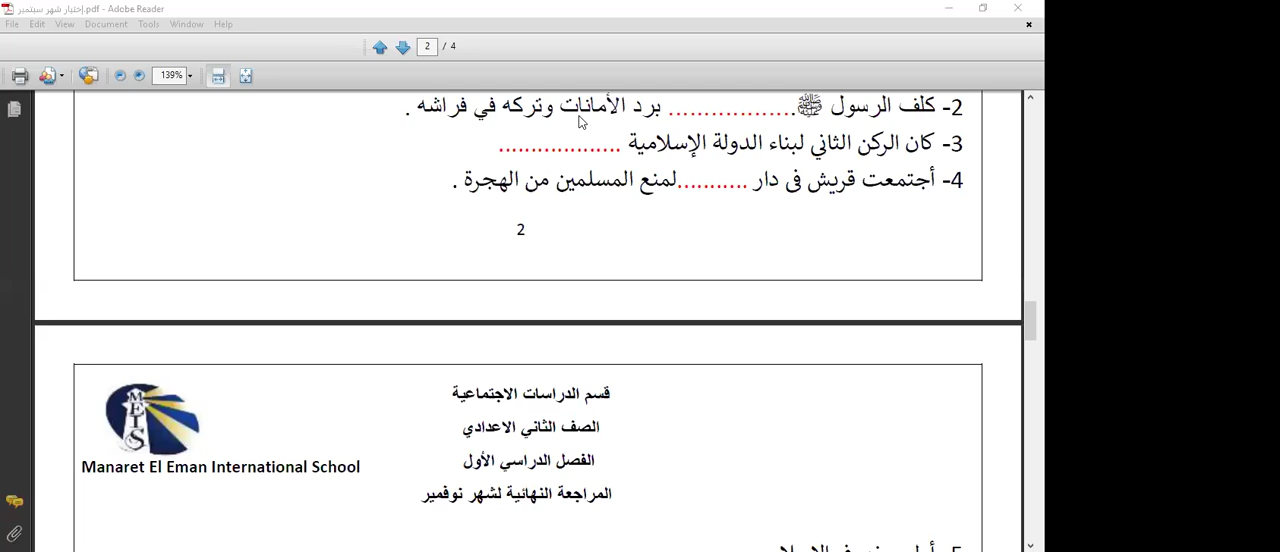 إختبار شهر سبتمبر.pdf - Adobe Reader
File Edit View Document Tools Window Help
2 / 4
139%
2- كلف الرسول ﷺ.................. برد الأمانات وتركه في فراشه .
3- كان الركن الثاني لبناء الدولة الإسلامية ...................
4- أجتمعت قريش فى دار ...........لمنع المسلمين من الهجرة .
2
MEIS
Manaret El Eman International School
قسم الدراسات الاجتماعية
الصف الثاني الاعدادي
الفصل الدراسي الأول
المراجعة النهائية لشهر نوفمبر